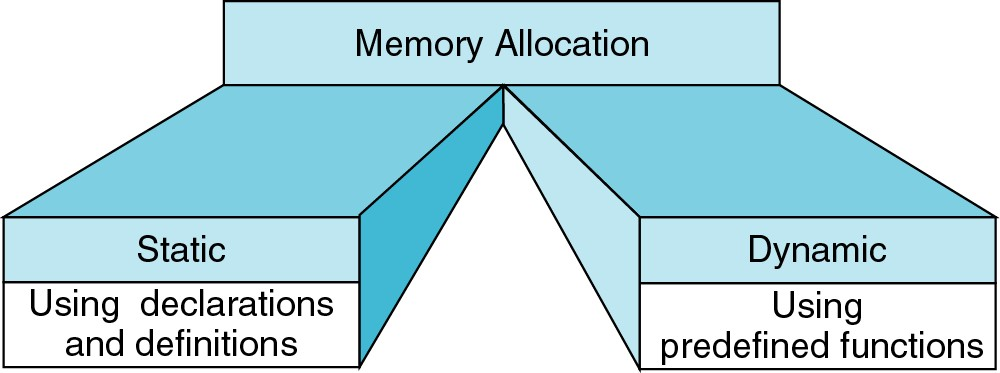 Memory Allocation
Static
Using declarations
and definitions
Dynamic
Using
predefined functions